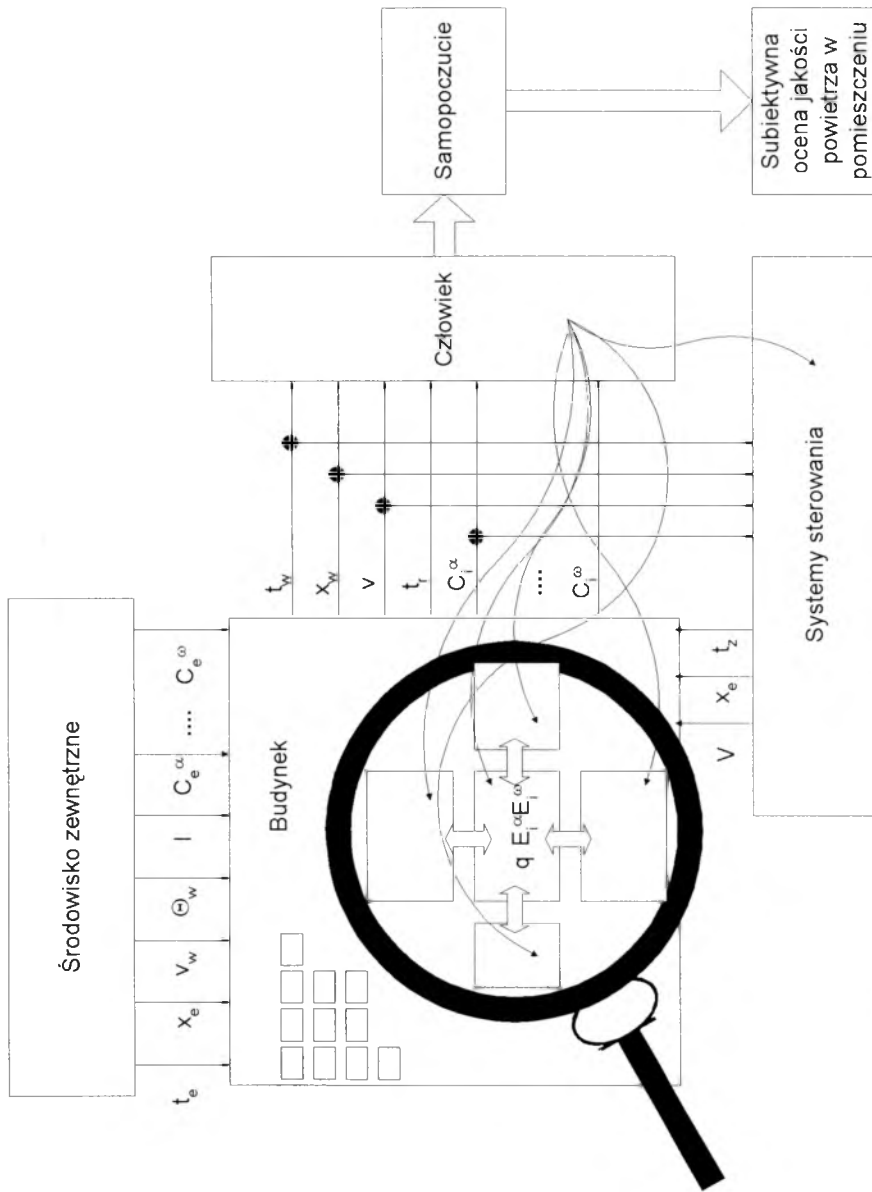 Środowisko zewnętrzne
t_e
x_e
v_w
Θ_w
I
C_e^α
....
C_e^ω
Budynek
q E_i^α E_i^ω
t_w
x_w
v
t_r
C_i^α
....
C_i^ω
Człowiek
Samopoczucie
V
x_e
t_z
Systemy sterowania
Subiektywna
ocena jakości
powietrza w
pomieszczeniu